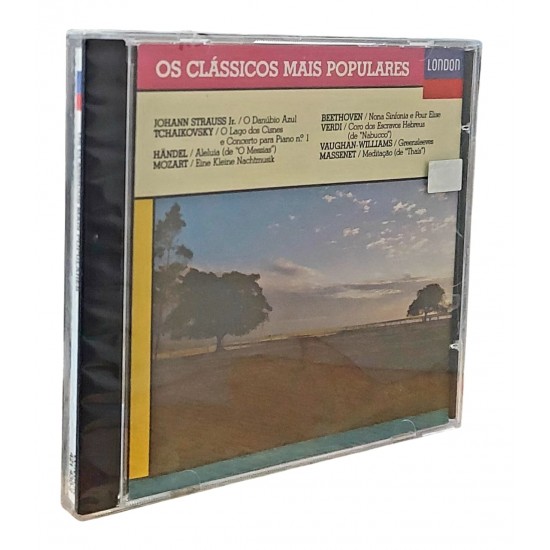 OS CLÁSSICOS MAIS POPULARES
LONDON
JOHANN STRAUSS Jr. / O Danúbio Azul
TCHAIKOVSKY / O Lago dos Cisnes
e Concerto para Piano n.º 1
HÄNDEL / Aleluia (de "O Messias")
MOZART / Eine Kleine Nachtmusik
BEETHOVEN / Nona Sinfonia e Pour Elise
VERDI / Coro dos Escravos Hebreus
(de "Nabucco")
VAUGHAN-WILLIAMS / Greensleeves
MASSENET / Meditação (de "Thaïs")